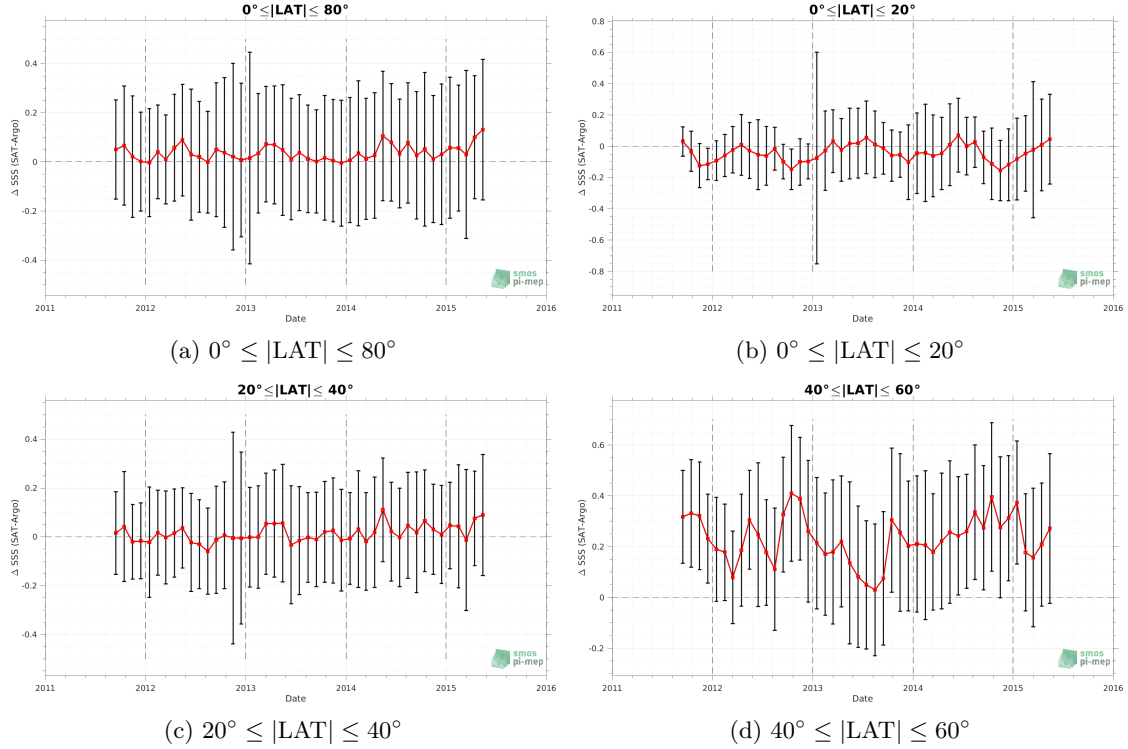 0°≤|LAT|≤ 80°
0.4
0.2
0
-0.2
-0.4
Δ SSS (SAT-Argo)
2011
2012
2013
2014
2015
2016
Date
smos
pi-mep
(a) 0° ≤ |LAT| ≤ 80°
0°≤|LAT|≤ 20°
0.8
0.6
0.4
0.2
0
-0.2
-0.4
-0.6
-0.8
Δ SSS (SAT-Argo)
2011
2012
2013
2014
2015
2016
Date
smos
pi-mep
(b) 0° ≤ |LAT| ≤ 20°
20°≤|LAT|≤ 40°
0.4
0.2
0
-0.2
-0.4
Δ SSS (SAT-Argo)
2011
2012
2013
2014
2015
2016
Date
smos
pi-mep
(c) 20° ≤ |LAT| ≤ 40°
40°≤|LAT|≤ 60°
0.6
0.4
0.2
0
-0.2
Δ SSS (SAT-Argo)
2011
2012
2013
2014
2015
2016
Date
smos
pi-mep
(d) 40° ≤ |LAT| ≤ 60°